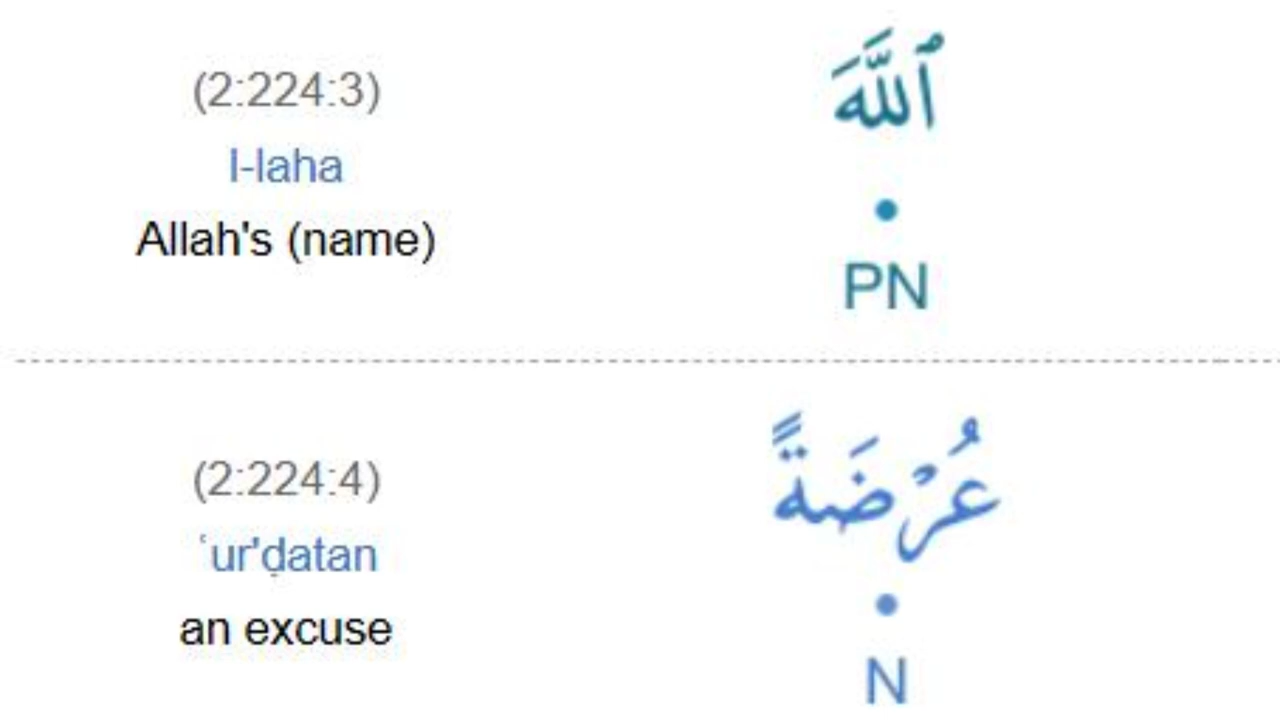 (2:224:3)
l-laha
Allah's (name)
ٱللَّهَ
PN
(2:224:4)
ʿur'ḍatan
an excuse
عُرْضَةً
N